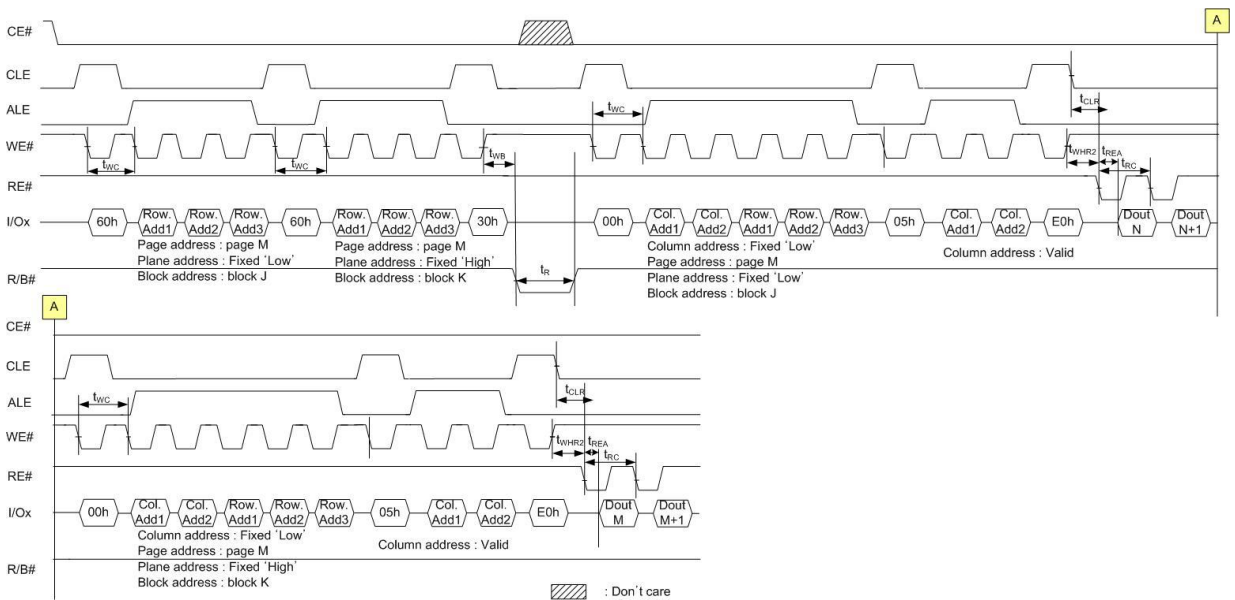 A
CE#
CLE
ALE
tWC
tCLR
WE#
tWC
tWC
tWB
tWHR2
tREA
tRC
RE#
I/Ox
60h
Row. Add1
Row. Add2
Row. Add3
60h
Row. Add1
Row. Add2
Row. Add3
30h
00h
Col. Add1
Col. Add2
Row. Add1
Row. Add2
Row. Add3
05h
Col. Add1
Col. Add2
E0h
Dout N
Dout N+1
Page address : page M
Plane address : Fixed 'Low'
Block address : block J
Page address : page M
Plane address : Fixed 'High'
Block address : block K
Column address : Fixed 'Low'
Page address : page M
Plane address : Fixed 'Low'
Block address : block J
Column address : Valid
R/B#
tR
A
CE#
CLE
tCLR
ALE
tWC
WE#
tWHR2
tREA
tRC
RE#
I/Ox
00h
Col. Add1
Col. Add2
Row. Add1
Row. Add2
Row. Add3
05h
Col. Add1
Col. Add2
E0h
Dout M
Dout M+1
Column address : Fixed 'Low'
Page address : page M
Plane address : Fixed 'High'
Block address : block K
Column address : Valid
R/B#
: Don't care